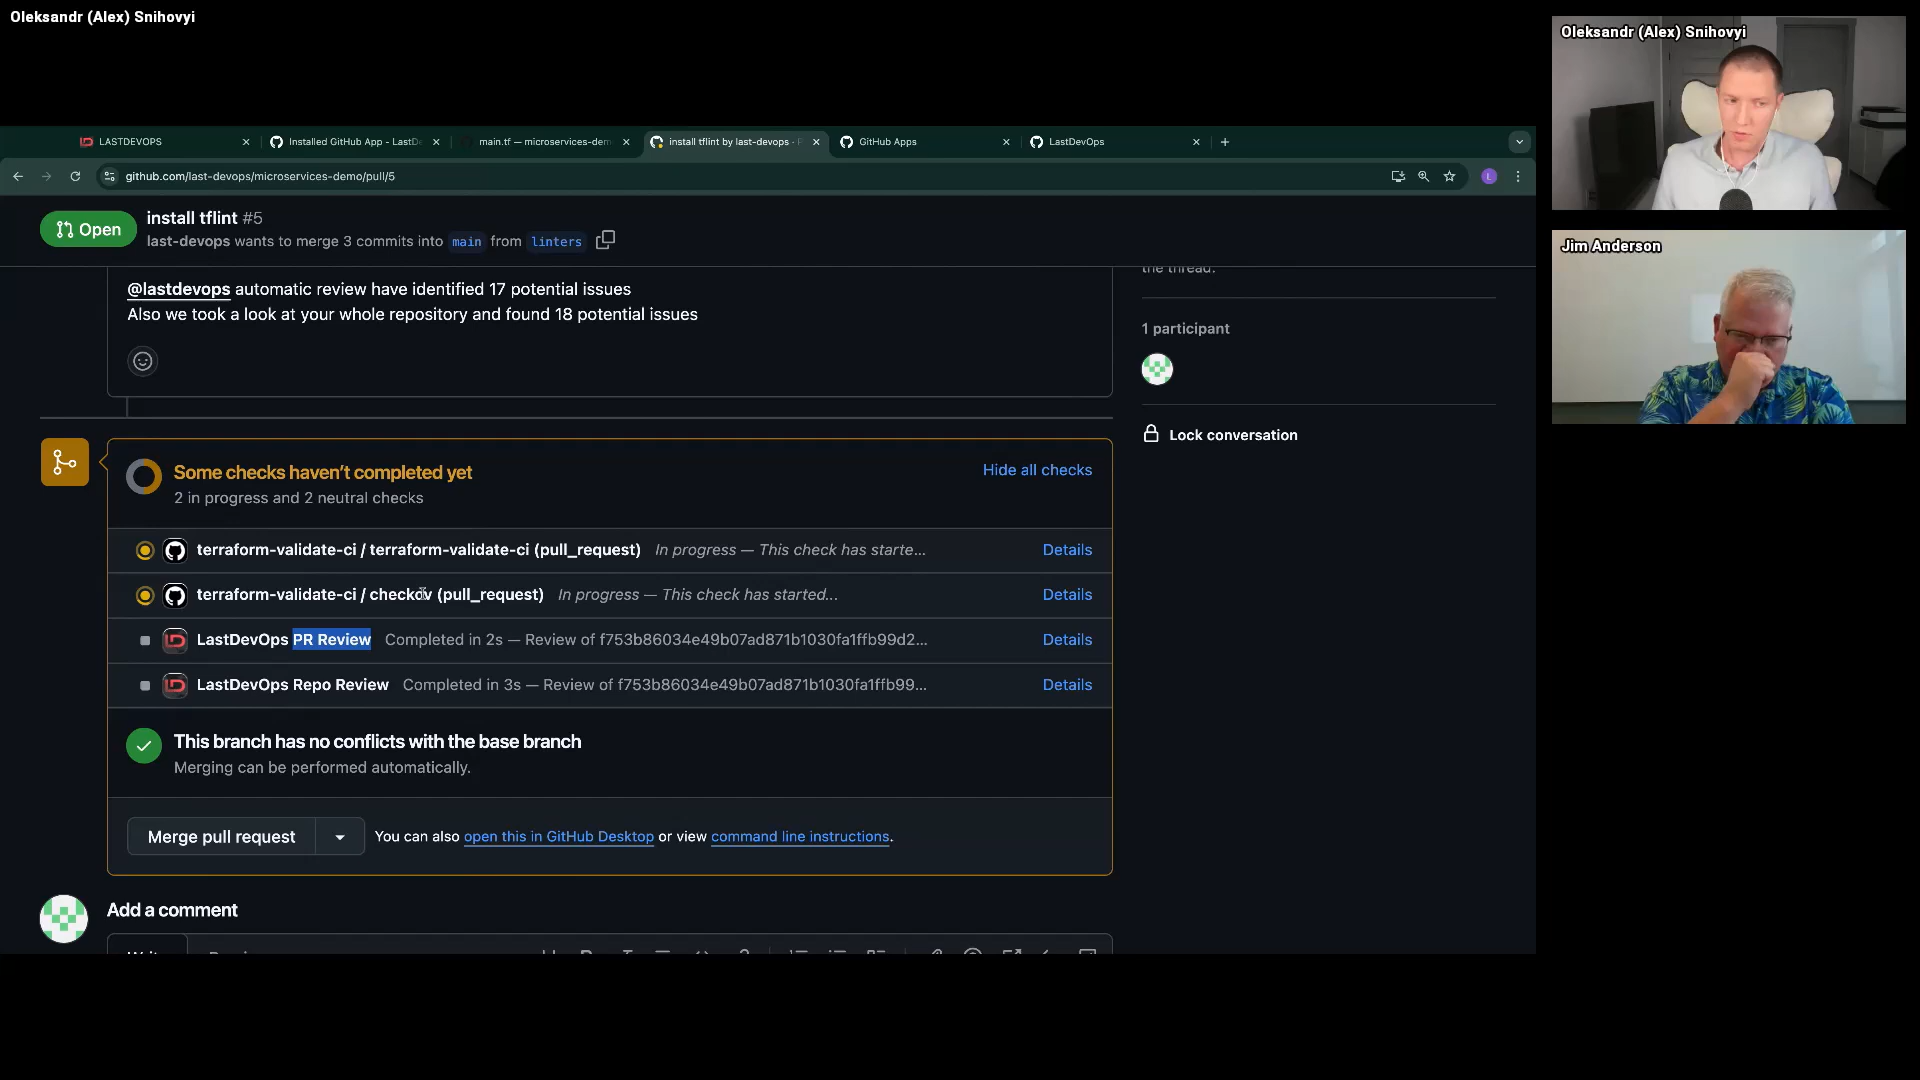 Oleksandr (Alex) Snihovyi
Oleksandr (Alex) Snihovyi
Jim Anderson
LASTDEVOPS
Installed GitHub App - LastDe
main.tf — microservices-dem
install tflint by last-devops · P
GitHub Apps
LastDevOps
github.com/last-devops/microservices-demo/pull/5
L
Open
install tflint #5
last-devops wants to merge 3 commits into main from linters
the thread.
@lastdevops automatic review have identified 17 potential issues
Also we took a look at your whole repository and found 18 potential issues
1 participant
Lock conversation
Some checks haven't completed yet
2 in progress and 2 neutral checks
Hide all checks
terraform-validate-ci / terraform-validate-ci (pull_request) In progress — This check has starte... Details
terraform-validate-ci / checkov (pull_request) In progress — This check has started... Details
LastDevOps PR Review Completed in 2s — Review of f753b86034e49b07ad871b1030fa1ffb99d2... Details
LastDevOps Repo Review Completed in 3s — Review of f753b86034e49b07ad871b1030fa1ffb99... Details
This branch has no conflicts with the base branch
Merging can be performed automatically.
Merge pull request
You can also open this in GitHub Desktop or view command line instructions.
Add a comment